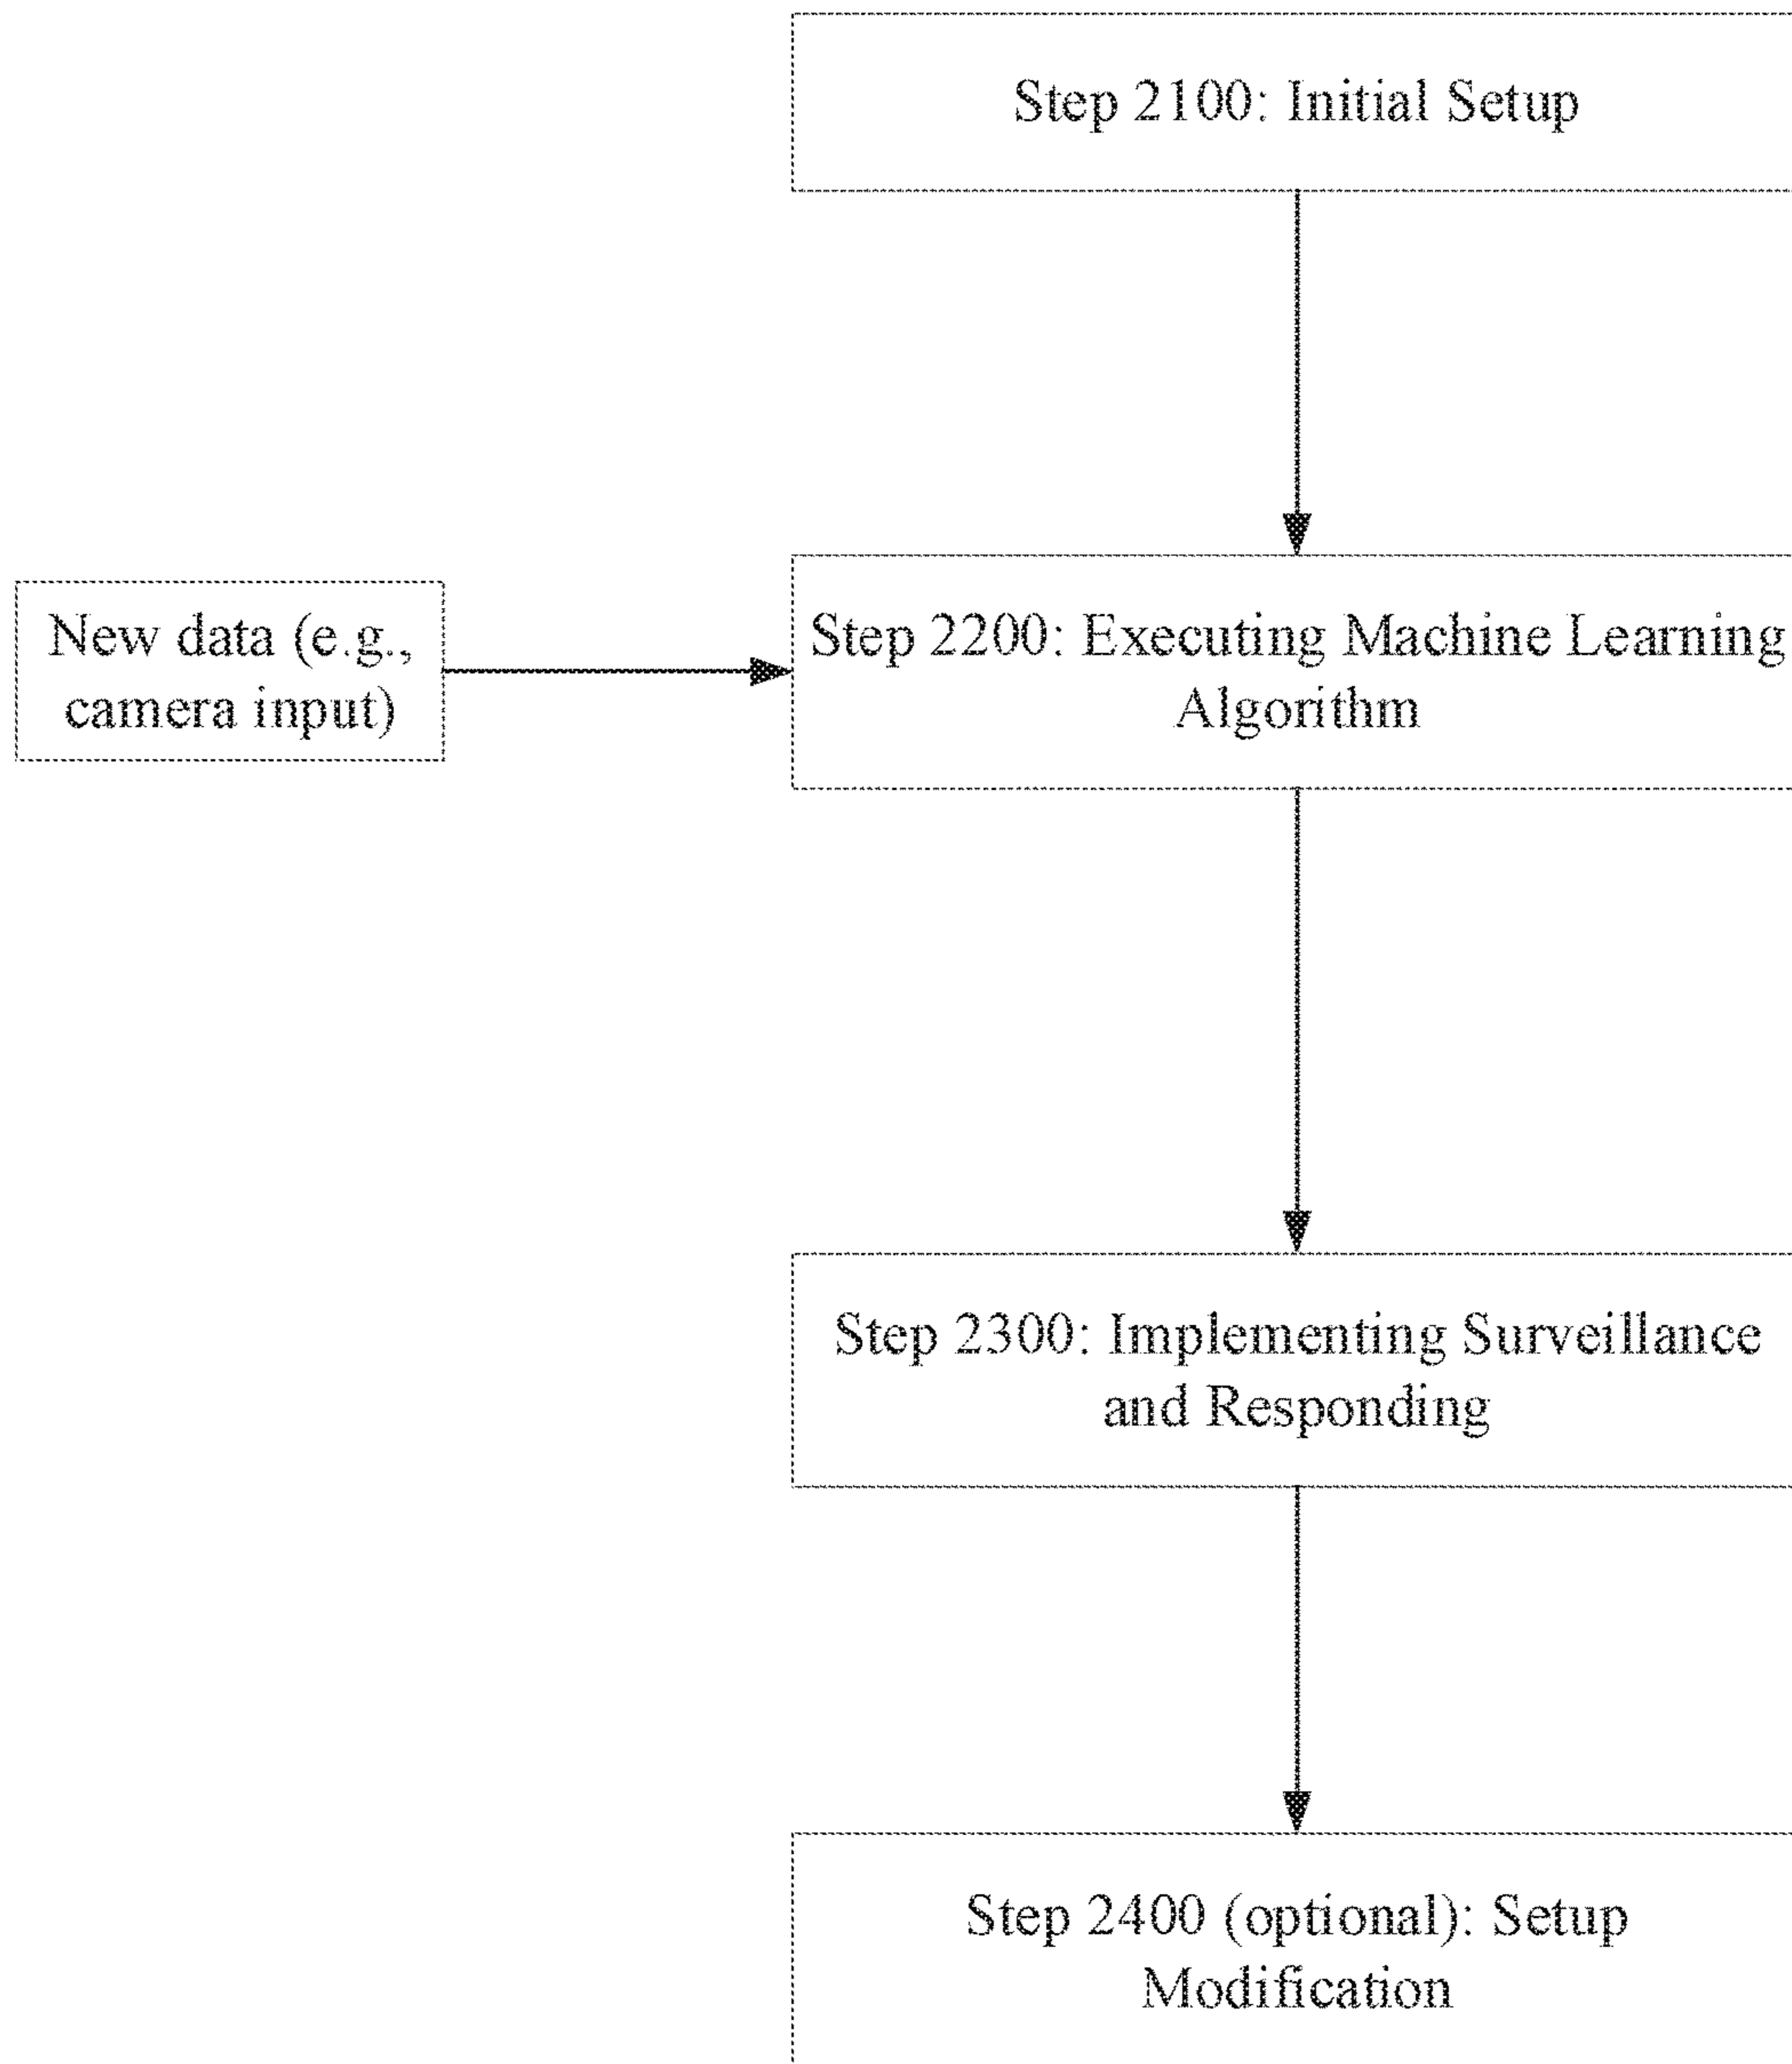 Step 2100: Initial Setup
New data (e.g.,
camera input)
Step 2200: Executing Machine Learning
Algorithm
Step 2300: Implementing Surveillance
and Responding
Step 2400 (optional): Setup
Modification